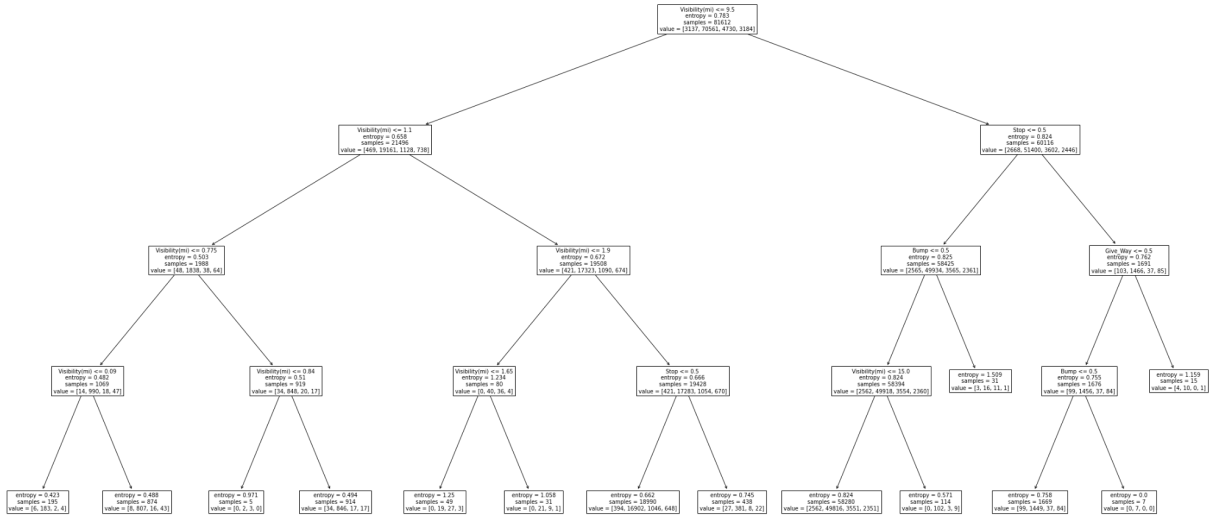 Visibility(mi) <= 9.5
entropy = 0.783
samples = 81612
value = [3137, 70561, 4730, 3184]
Visibility(mi) <= 1.1
entropy = 0.658
samples = 21496
value = [469, 19161, 1128, 738]
Stop <= 0.5
entropy = 0.824
samples = 60116
value = [2668, 51400, 3602, 2446]
Visibility(mi) <= 0.775
entropy = 0.503
samples = 1988
value = [48, 1838, 38, 64]
Visibility(mi) <= 1.9
entropy = 0.672
samples = 19508
value = [421, 17323, 1090, 674]
Bump <= 0.5
entropy = 0.825
samples = 58425
value = [2565, 49934, 3565, 2361]
Give_Way <= 0.5
entropy = 0.762
samples = 1691
value = [103, 1466, 37, 85]
Visibility(mi) <= 0.09
entropy = 0.482
samples = 1069
value = [14, 990, 18, 47]
Visibility(mi) <= 0.84
entropy = 0.51
samples = 919
value = [34, 848, 20, 17]
Visibility(mi) <= 1.65
entropy = 1.234
samples = 80
value = [0, 40, 36, 4]
Stop <= 0.5
entropy = 0.666
samples = 19428
value = [421, 17283, 1054, 670]
Visibility(mi) <= 15.0
entropy = 0.824
samples = 58394
value = [2562, 49918, 3554, 2360]
entropy = 1.509
samples = 31
value = [3, 16, 11, 1]
Bump <= 0.5
entropy = 0.755
samples = 1676
value = [99, 1456, 37, 84]
entropy = 1.159
samples = 15
value = [4, 10, 0, 1]
entropy = 0.423
samples = 195
value = [6, 183, 2, 4]
entropy = 0.488
samples = 874
value = [8, 807, 16, 43]
entropy = 0.971
samples = 5
value = [0, 2, 3, 0]
entropy = 0.494
samples = 914
value = [34, 846, 17, 17]
entropy = 1.25
samples = 49
value = [0, 19, 27, 3]
entropy = 1.058
samples = 31
value = [0, 21, 9, 1]
entropy = 0.662
samples = 18990
value = [394, 16902, 1046, 648]
entropy = 0.745
samples = 438
value = [27, 381, 8, 22]
entropy = 0.824
samples = 58280
value = [2562, 49816, 3551, 2351]
entropy = 0.571
samples = 114
value = [0, 102, 3, 9]
entropy = 0.758
samples = 1669
value = [99, 1449, 37, 84]
entropy = 0.0
samples = 7
value = [0, 7, 0, 0]